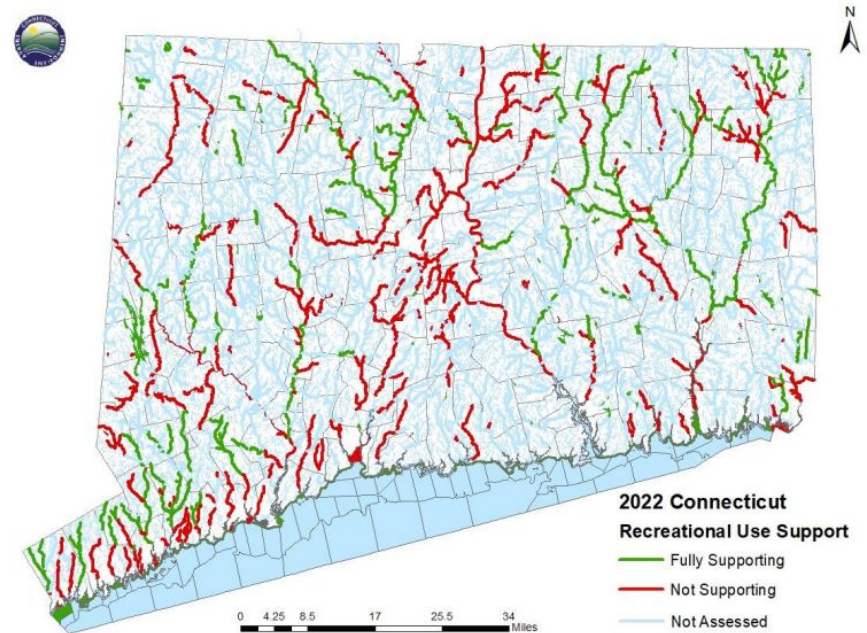 N
2022 Connecticut
Recreational Use Support
Fully Supporting
Not Supporting
Not Assessed
0 4.25 8.5 17 25.5 34
Miles